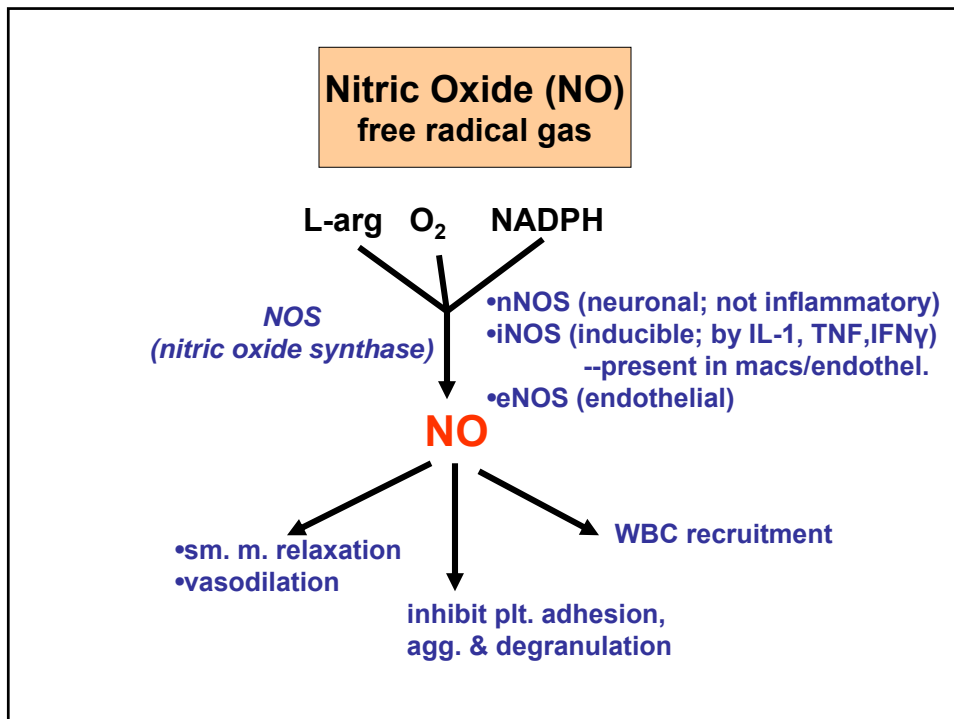 Nitric Oxide (NO)
free radical gas
L-arg O₂ NADPH
NOS
(nitric oxide synthase)
•nNOS (neuronal; not inflammatory)
•iNOS (inducible; by IL-1, TNF,IFNγ)
--present in macs/endothel.
•eNOS (endothelial)
NO
•sm. m. relaxation
•vasodilation
inhibit plt. adhesion,
agg. & degranulation
WBC recruitment